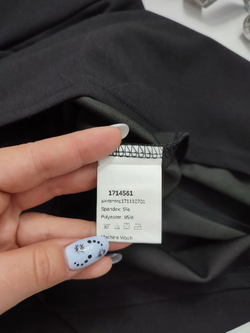 1714561
Spandex: 5%
Polyester: 95%
Machine Wash